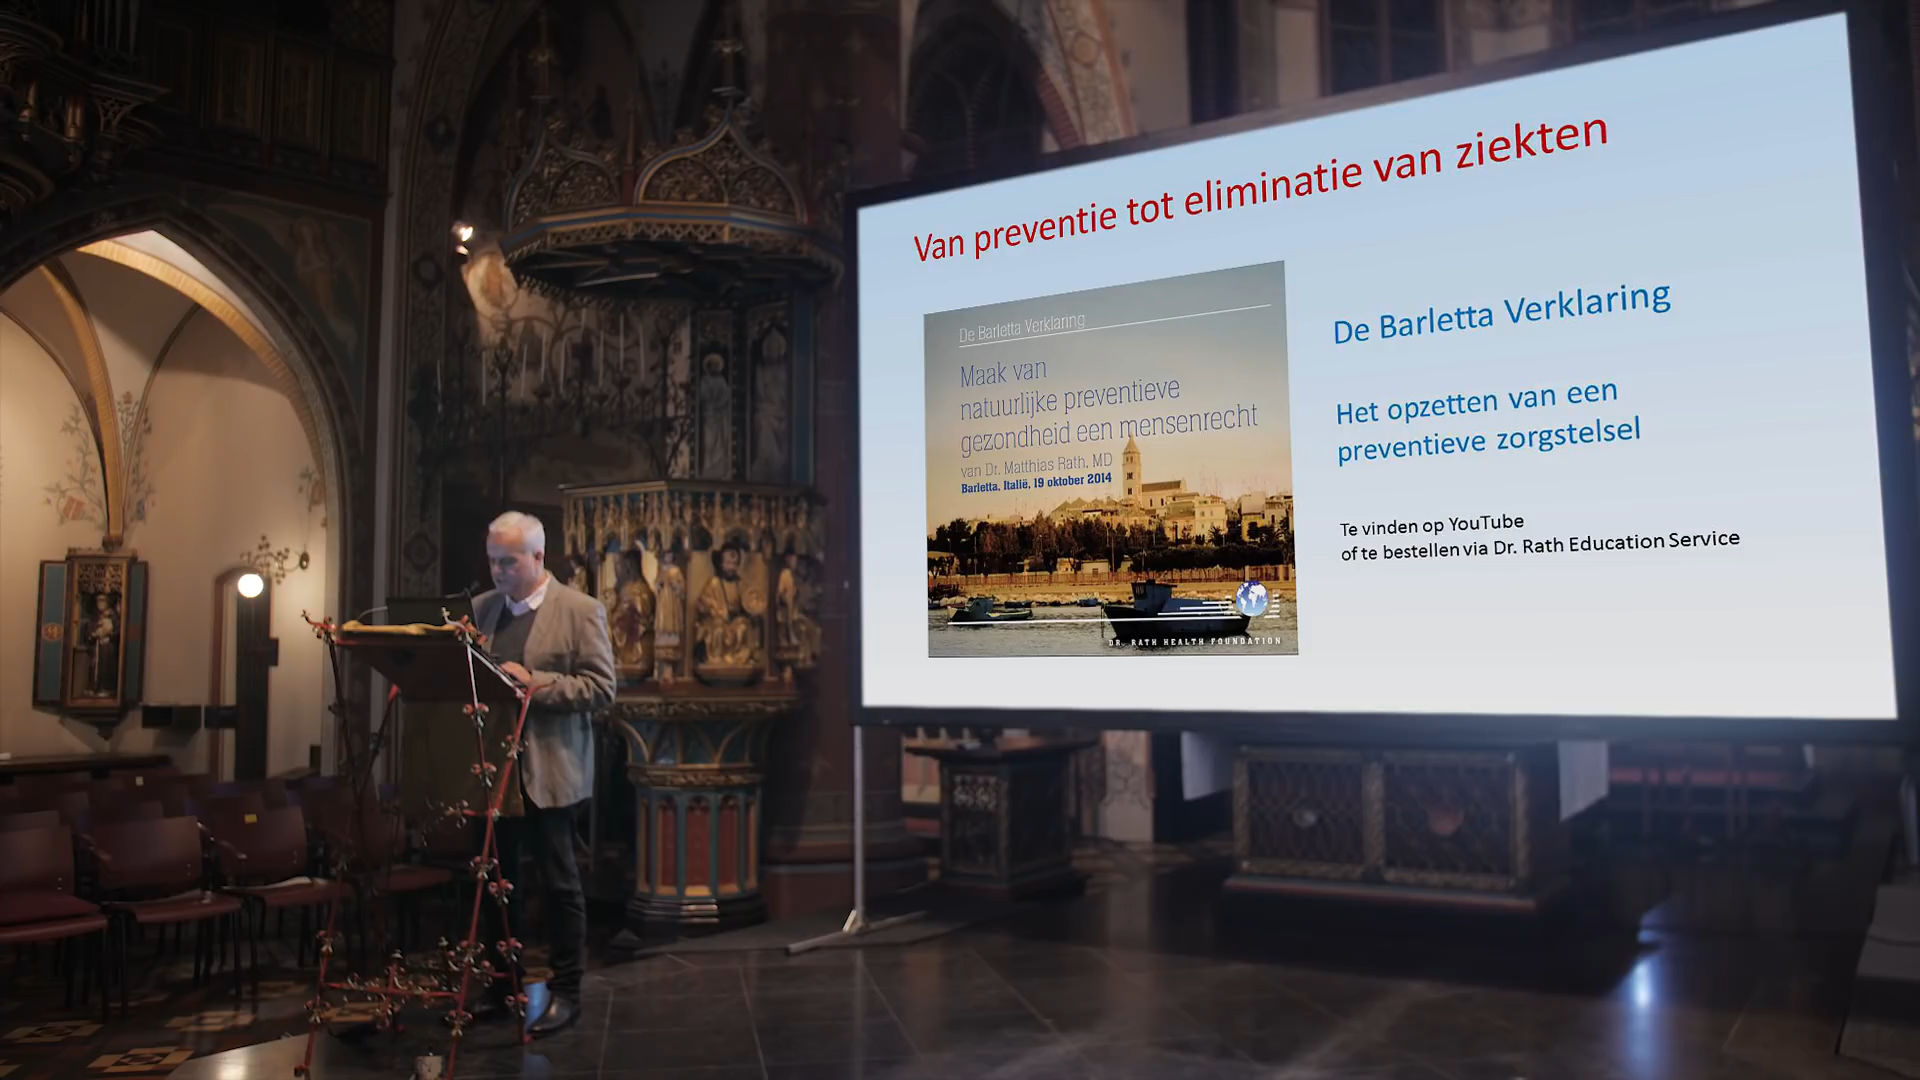 Van preventie tot eliminatie van ziekten
De Barletta Verklaring
Maak van
natuurlijke preventieve
gezondheid een mensenrecht
van Dr. Matthias Rath, MD
Barletta, Italië, 19 oktober 2014
DR. RATH HEALTH FOUNDATION
De Barletta Verklaring
Het opzetten van een
preventieve zorgstelsel
Te vinden op YouTube
of te bestellen via Dr. Rath Education Service